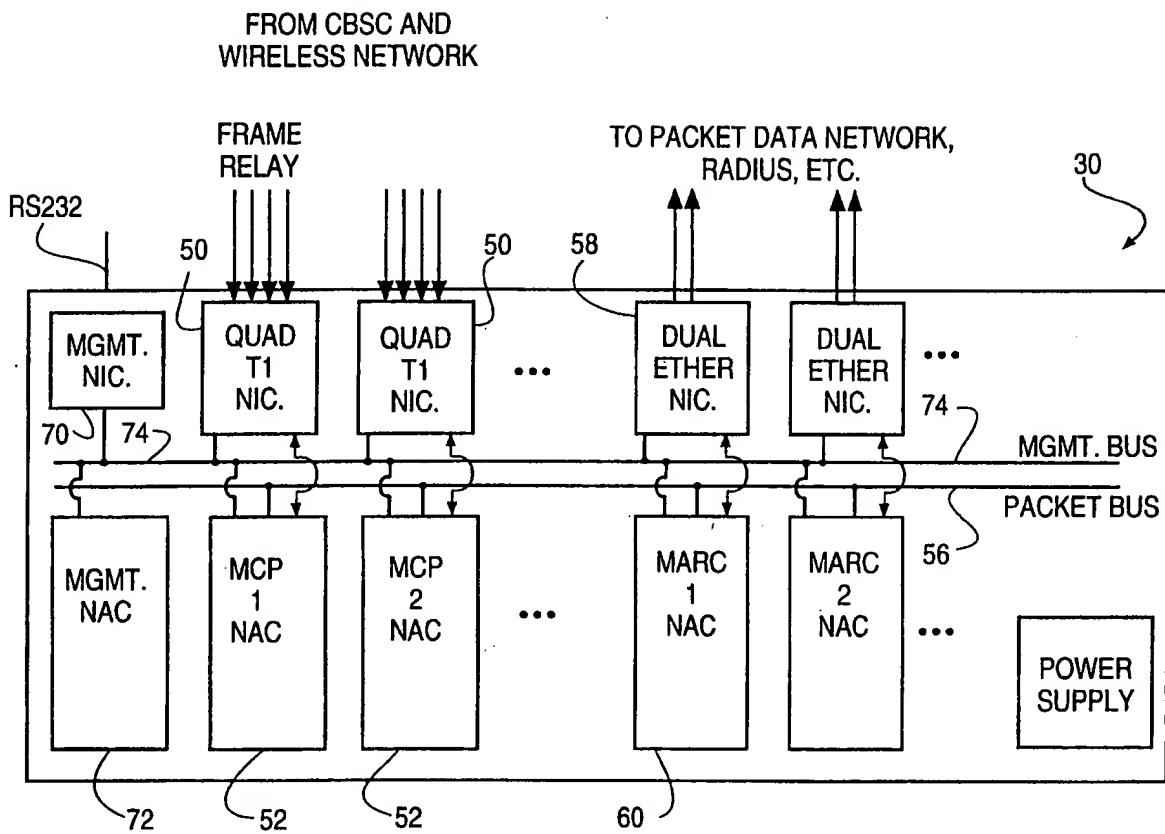 FROM CBSC AND
WIRELESS NETWORK
FRAME
RELAY
TO PACKET DATA NETWORK,
RADIUS, ETC.
30
RS232
50
50
58
MGMT.
NIC.
QUAD
T1
NIC.
QUAD
T1
NIC.
...
DUAL
ETHER
NIC.
DUAL
ETHER
NIC.
...
70
74
74
MGMT. BUS
PACKET BUS
56
MGMT.
NAC
MCP
1
NAC
MCP
2
NAC
...
MARC
1
NAC
MARC
2
NAC
...
POWER
SUPPLY
72
52
52
60